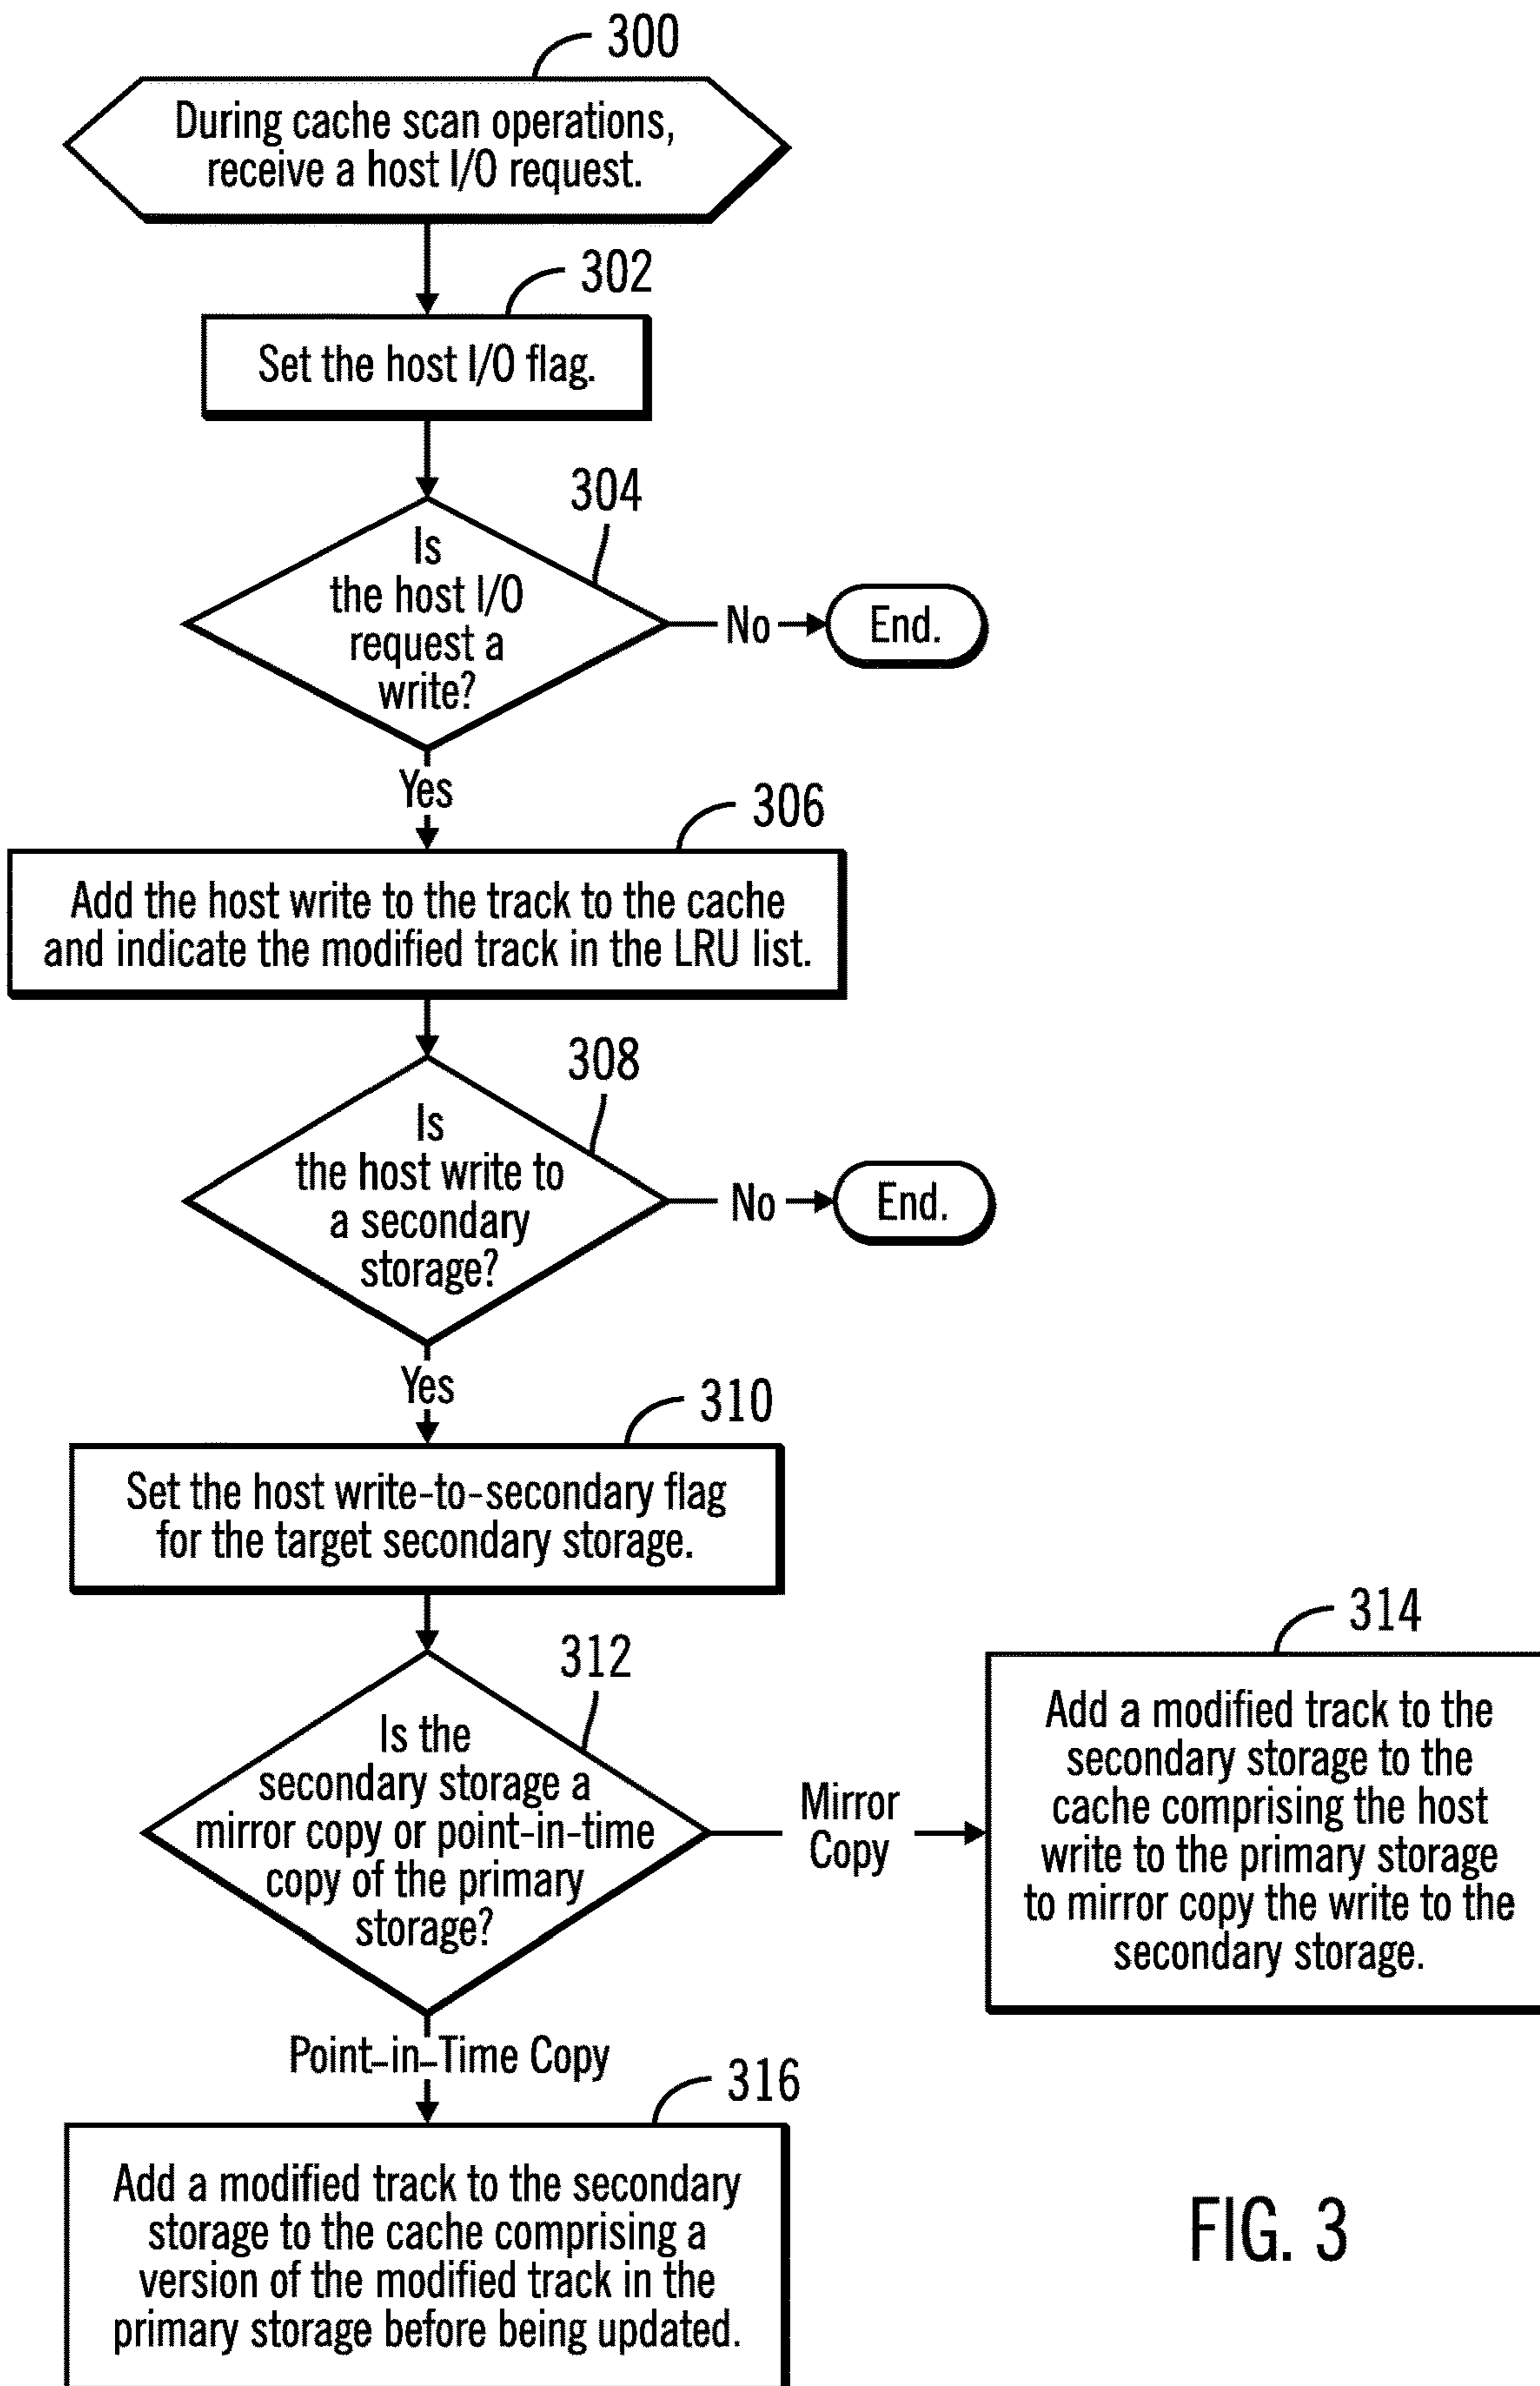 300
During cache scan operations,
receive a host I/O request.
302
Set the host I/O flag.
304
Is
the host I/O
request a
write?
No
End.
Yes
306
Add the host write to the track to the cache
and indicate the modified track in the LRU list.
308
Is
the host write to
a secondary
storage?
No
End.
Yes
310
Set the host write-to-secondary flag
for the target secondary storage.
312
Is the
secondary storage a
mirror copy or point-in-time
copy of the primary
storage?
Mirror
Copy
314
Add a modified track to the
secondary storage to the
cache comprising the host
write to the primary storage
to mirror copy the write to the
secondary storage.
Point-in-Time Copy
316
Add a modified track to the secondary
storage to the cache comprising a
version of the modified track in the
primary storage before being updated.
FIG. 3